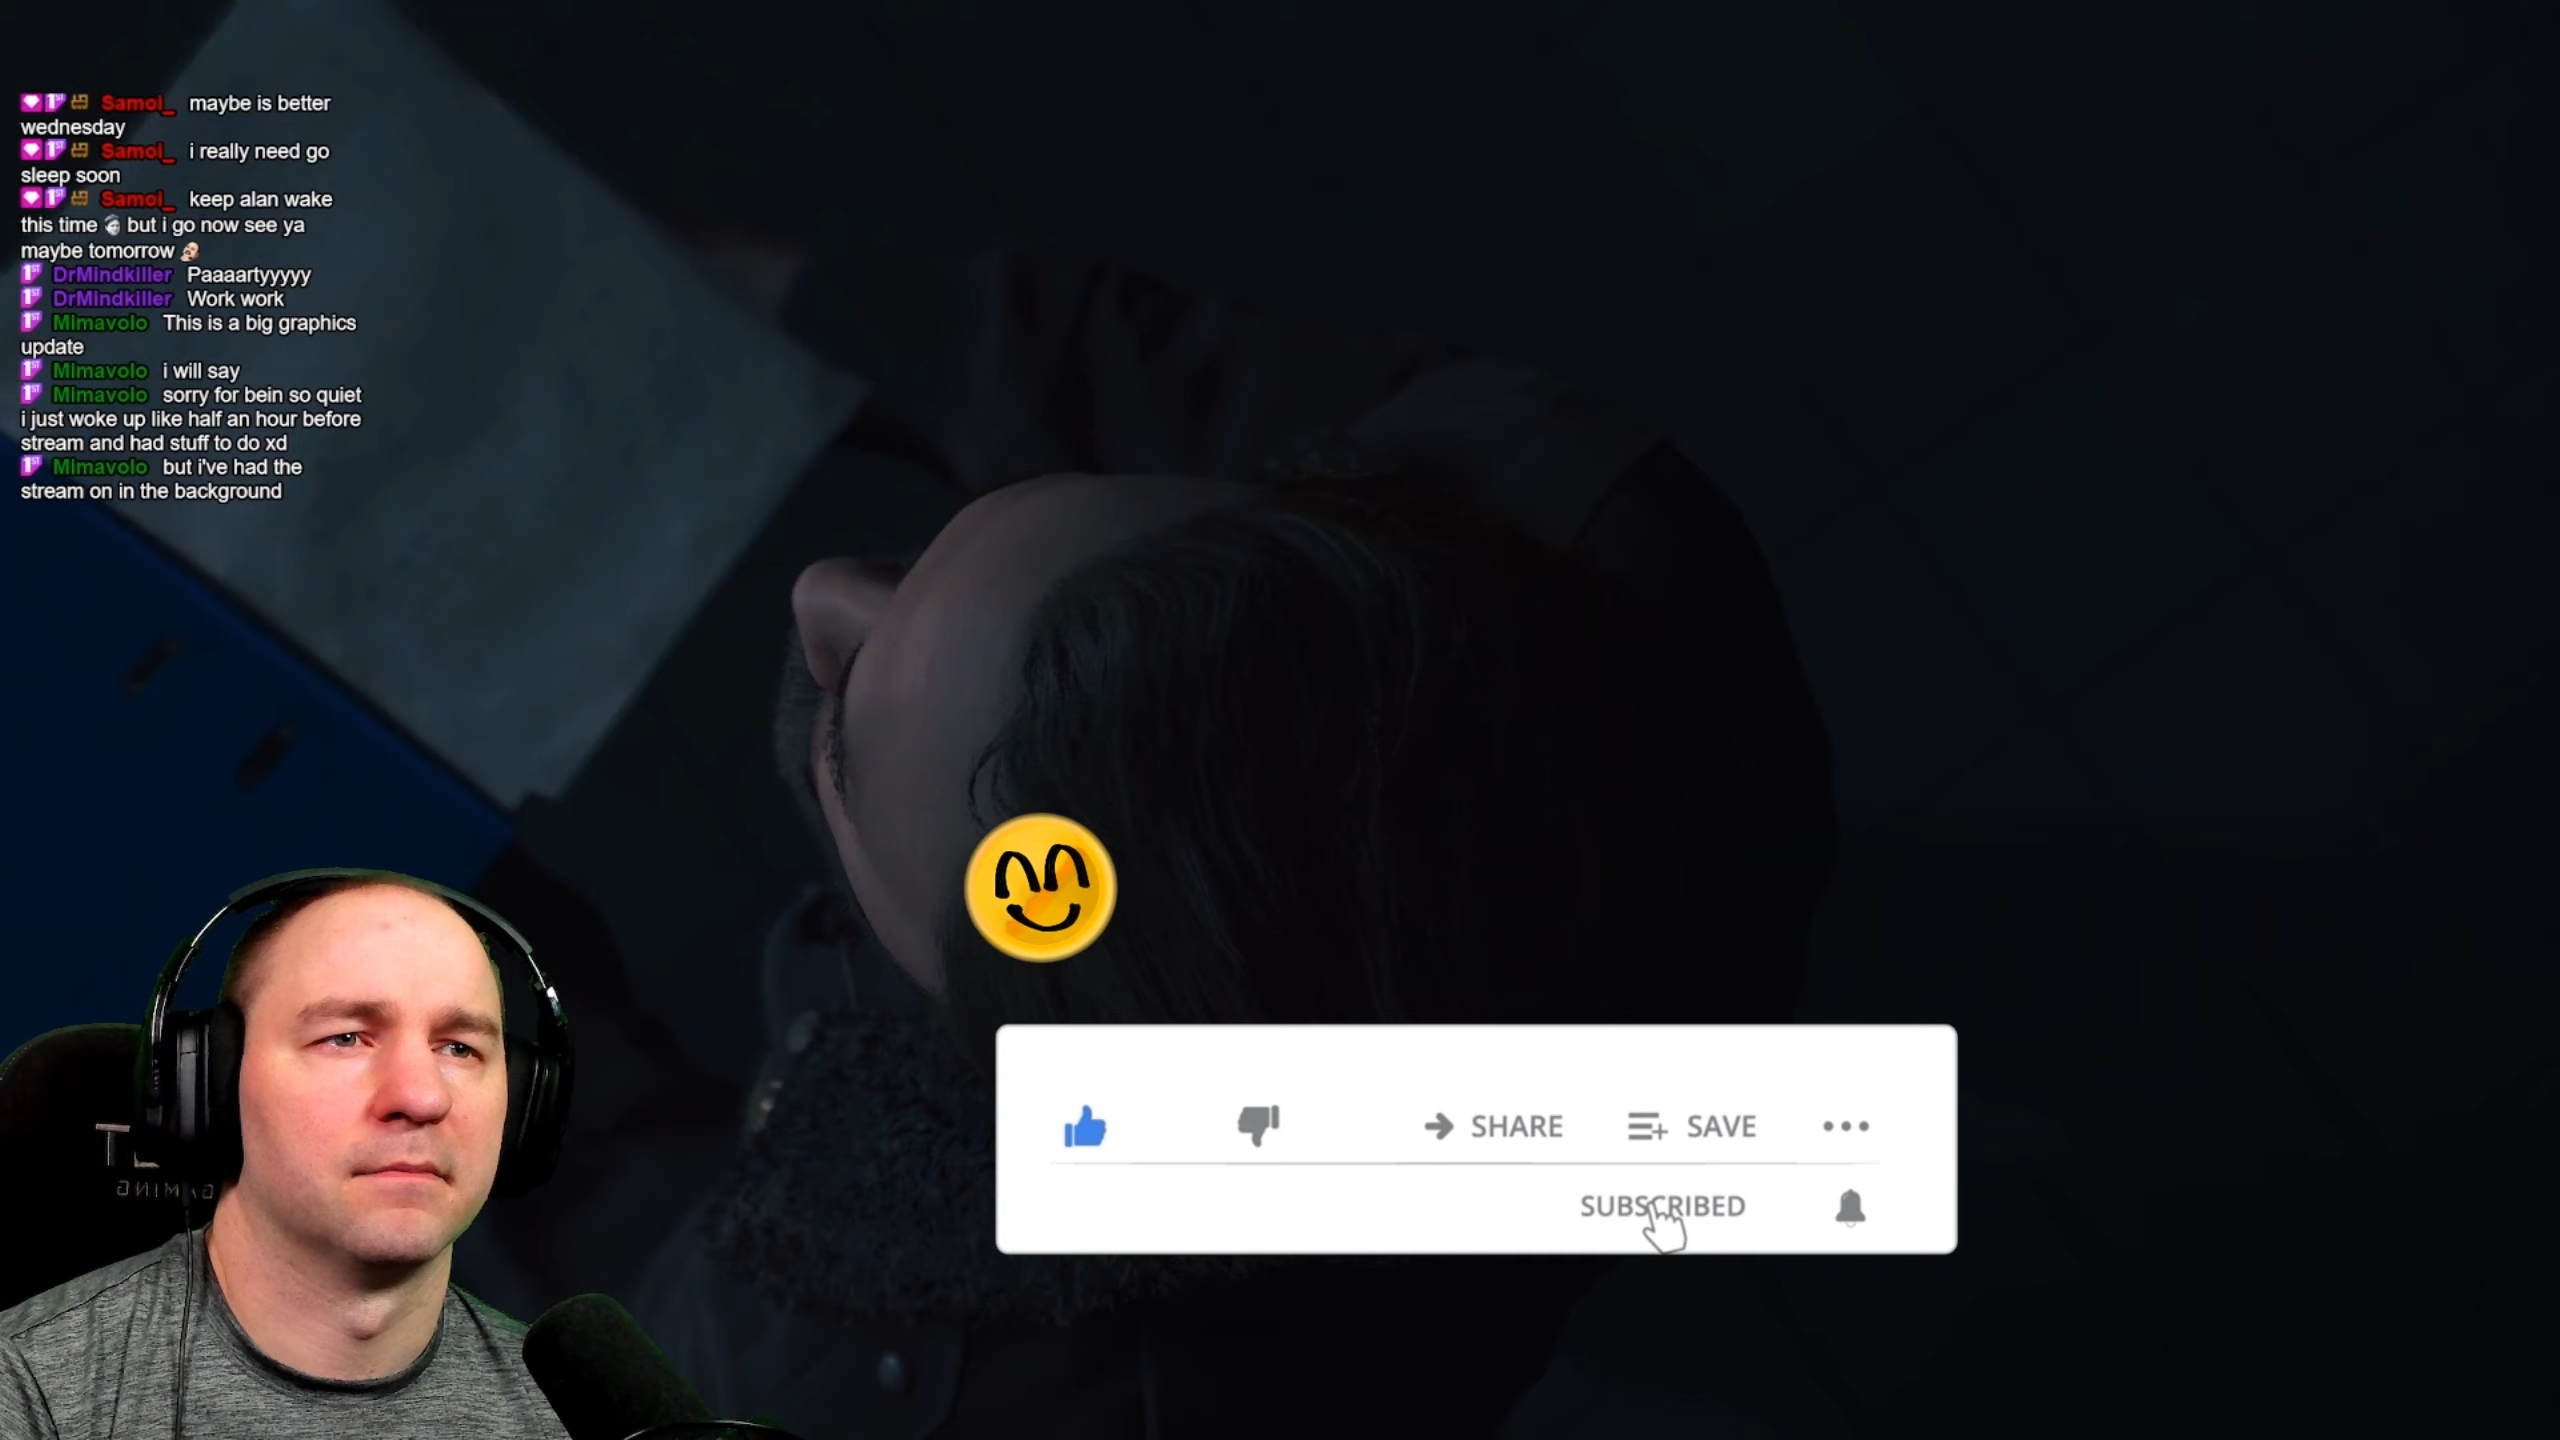 Samol_ maybe is better
wednesday
Samol_ i really need go
sleep soon
Samol_ keep alan wake
this time but i go now see ya
maybe tomorrow
DrMindkiller Paaaartyyyyy
DrMindkiller Work work
Mimavolo This is a big graphics
update
Mimavolo i will say
Mimavolo sorry for bein so quiet
i just woke up like half an hour before
stream and had stuff to do xd
Mimavolo but i've had the
stream on in the background
SHARE
SAVE
SUBSCRIBED
GAMING